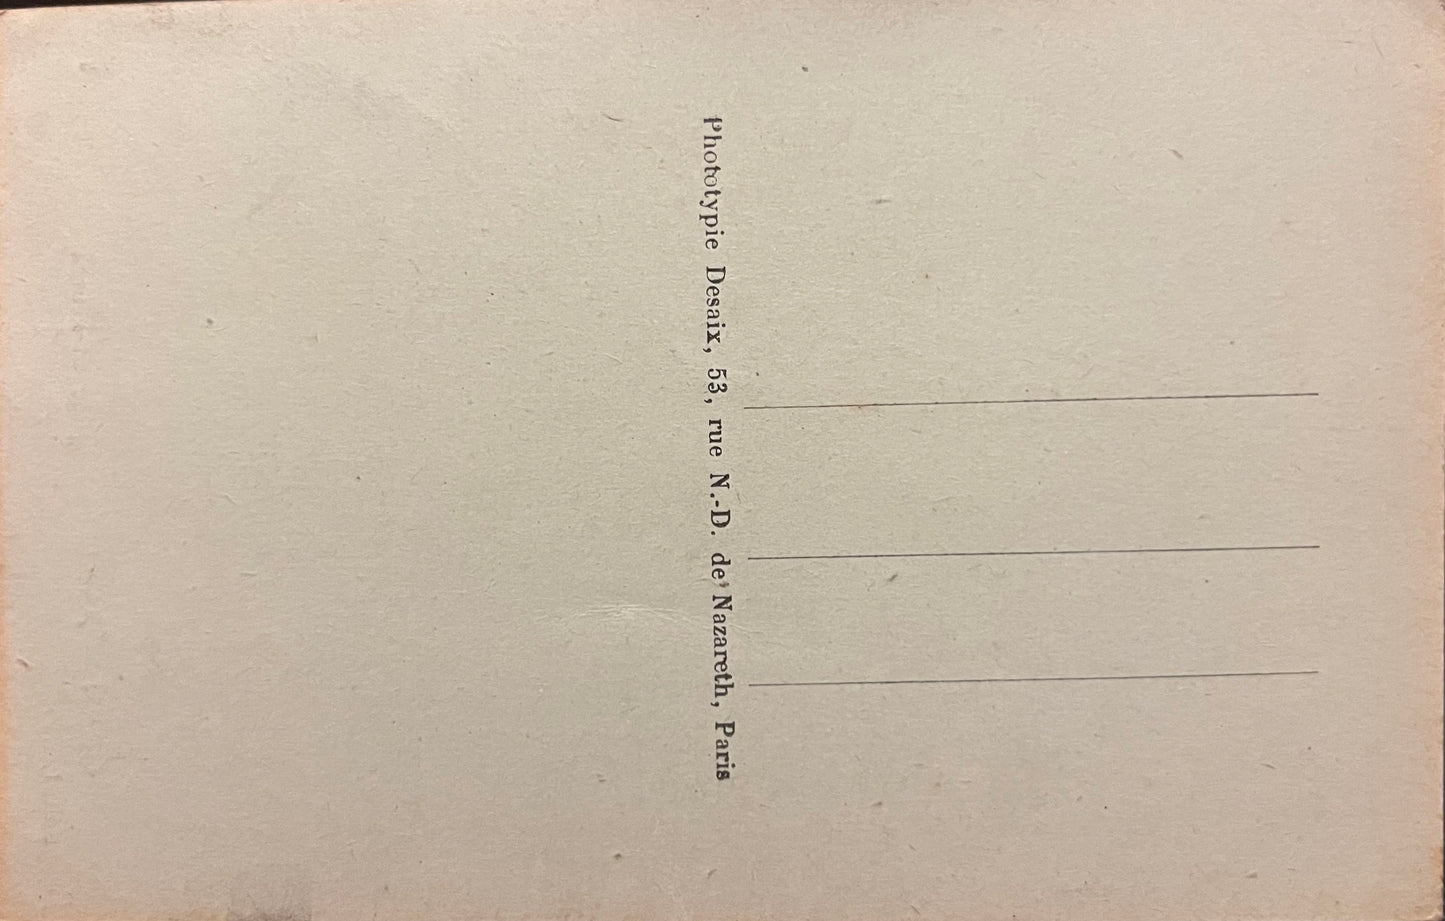 Phototypie Desaix, 53, rue N.-D. de Nazareth, Paris